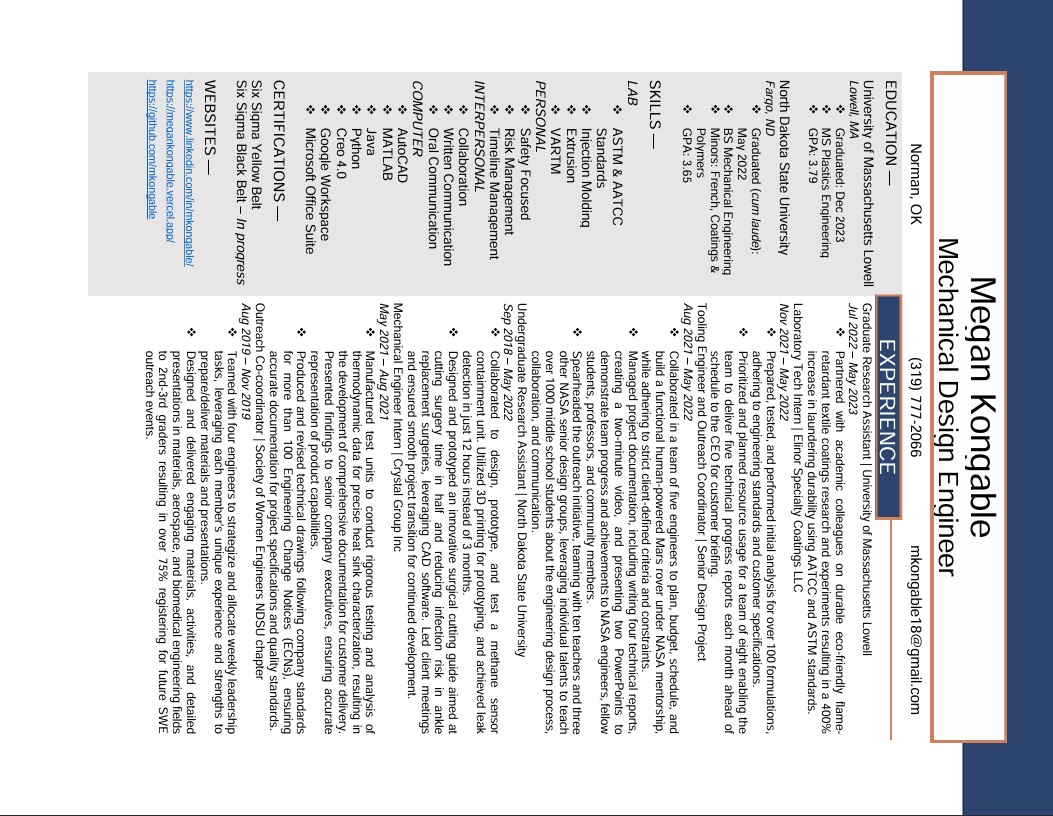 Megan Kongable
Mechanical Design Engineer
Norman, OK (319) 777-2066 mkongable18@gmail.com
EDUCATION —
University of Massachusetts Lowell
Lowell, MA
❖ Graduated: Dec 2023
❖ MS Plastics Engineering
❖ GPA: 3.79
North Dakota State University
Fargo, ND
❖ Graduated (cum laude):
May 2022
❖ BS Mechanical Engineering
❖ Minors: French, Coatings &
Polymers
❖ GPA: 3.65
SKILLS —
LAB
❖ ASTM & AATCC
Standards
❖ Injection Molding
❖ Extrusion
❖ VARTM
PERSONAL
❖ Safety Focused
❖ Risk Management
❖ Timeline Management
INTERPERSONAL
❖ Collaboration
❖ Written Communication
❖ Oral Communication
COMPUTER
❖ AutoCAD
❖ MATLAB
❖ Java
❖ Python
❖ Creo 4.0
❖ Google Workspace
❖ Microsoft Office Suite
CERTIFICATIONS —
Six Sigma Yellow Belt
Six Sigma Black Belt – In progress
WEBSITES —
https://www.linkedin.com/in/mkongable/
https://megankongable.vercel.app/
https://github.com/mkongable
EXPERIENCE
Graduate Research Assistant | University of Massachusetts Lowell
Jul 2022 – May 2023
❖ Partnered with academic colleagues on durable eco-friendly flame-
retardant textile coatings research and experiments resulting in a 400%
increase in laundering durability using AATCC and ASTM standards.
Laboratory Tech Intern | Elinor Specialty Coatings LLC
Nov 2021 – May 2022
❖ Prepared, tested, and performed initial analysis for over 100 formulations,
adhering to engineering standards and customer specifications.
❖ Prioritized and planned resource usage for a team of eight enabling the
team to deliver five technical progress reports each month ahead of
schedule to the CEO for customer briefing.
Tooling Engineer and Outreach Coordinator | Senior Design Project
Aug 2021 – May 2022
❖ Collaborated in a team of five engineers to plan, budget, schedule, and
build a functional human-powered Mars rover under NASA mentorship,
while adhering to strict client-defined criteria and constraints.
❖ Managed project documentation, including writing four technical reports,
creating a two-minute video, and presenting two PowerPoints to
demonstrate team progress and achievements to NASA engineers, fellow
students, professors, and community members.
❖ Spearheaded the outreach initiative, teaming with ten teachers and three
other NASA senior design groups, leveraging individual talents to teach
over 1000 middle school students about the engineering design process,
collaboration, and communication.
Undergraduate Research Assistant | North Dakota State University
Sep 2018 – May 2022
❖ Collaborated to design, prototype, and test a methane sensor
containment unit. Utilized 3D printing for prototyping, and achieved leak
detection in just 12 hours instead of 3 months.
❖ Designed and prototyped an innovative surgical cutting guide aimed at
cutting surgery time in half and reducing infection risk in ankle
replacement surgeries, leveraging CAD software. Led client meetings
and ensured smooth project transition for continued development.
Mechanical Engineer Intern | Crystal Group Inc
May 2021 – Aug 2021
❖ Manufactured test units to conduct rigorous testing and analysis of
thermodynamic data for precise heat sink characterization, resulting in
the development of comprehensive documentation for customer delivery.
Presented findings to senior company executives, ensuring accurate
representation of product capabilities.
❖ Produced and revised technical drawings following company standards
for more than 100 Engineering Change Notices (ECNs), ensuring
accurate documentation for project specifications and quality standards.
Outreach Co-coordinator | Society of Women Engineers NDSU chapter
Aug 2019 – Nov 2019
❖ Teamed with four engineers to strategize and allocate weekly leadership
tasks, leveraging each member's unique experience and strengths to
prepare/deliver materials and presentations.
❖ Designed and delivered engaging materials, activities, and detailed
presentations in materials, aerospace, and biomedical engineering fields
to 2nd-3rd graders resulting in over 75% registering for future SWE
outreach events.